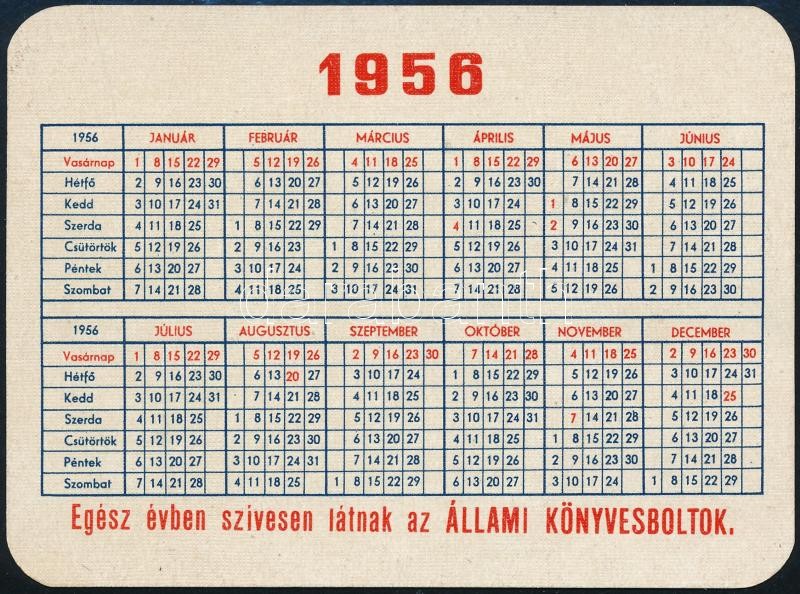 1956
1956 JANUÁR FEBRUÁR MÁRCIUS ÁPRILIS MÁJUS JÚNIUS
Vasárnap 1 8 15 22 29 5 12 19 26 4 11 18 25 1 8 15 22 29 6 13 20 27 3 10 17 24
Hétfő 2 9 16 23 30 6 13 20 27 5 12 19 26 2 9 16 23 30 7 14 21 28 4 11 18 25
Kedd 3 10 17 24 31 7 14 21 28 6 13 20 27 3 10 17 24 1 8 15 22 29 5 12 19 26
Szerda 4 11 18 25 1 8 15 22 29 7 14 21 28 4 11 18 25 2 9 16 23 30 6 13 20 27
Csütörtök 5 12 19 26 2 9 16 23 1 8 15 22 29 5 12 19 26 3 10 17 24 31 7 14 21 28
Péntek 6 13 20 27 3 10 17 24 2 9 16 23 30 6 13 20 27 4 11 18 25 1 8 15 22 29
Szombat 7 14 21 28 4 11 18 25 3 10 17 24 31 7 14 21 28 5 12 19 26 2 9 16 23 30
darabanth
1956 JÚLIUS AUGUSZTUS SZEPTEMBER OKTÓBER NOVEMBER DECEMBER
Vasárnap 1 8 15 22 29 5 12 19 26 2 9 16 23 30 7 14 21 28 4 11 18 25 2 9 16 23 30
Hétfő 2 9 16 23 30 6 13 20 27 3 10 17 24 1 8 15 22 29 5 12 19 26 3 10 17 24 31
Kedd 3 10 17 24 31 7 14 21 28 4 11 18 25 2 9 16 23 30 6 13 20 27 4 11 18 25
Szerda 4 11 18 25 1 8 15 22 29 5 12 19 26 3 10 17 24 31 7 14 21 28 5 12 19 26
Csütörtök 5 12 19 26 2 9 16 23 30 6 13 20 27 4 11 18 25 1 8 15 22 29 6 13 20 27
Péntek 6 13 20 27 3 10 17 24 31 7 14 21 28 5 12 19 26 2 9 16 23 30 7 14 21 28
Szombat 7 14 21 28 4 11 18 25 1 8 15 22 29 6 13 20 27 3 10 17 24 1 8 15 22 29
Egész évben szívesen látnak az ÁLLAMI KÖNYVESBOLTOK.